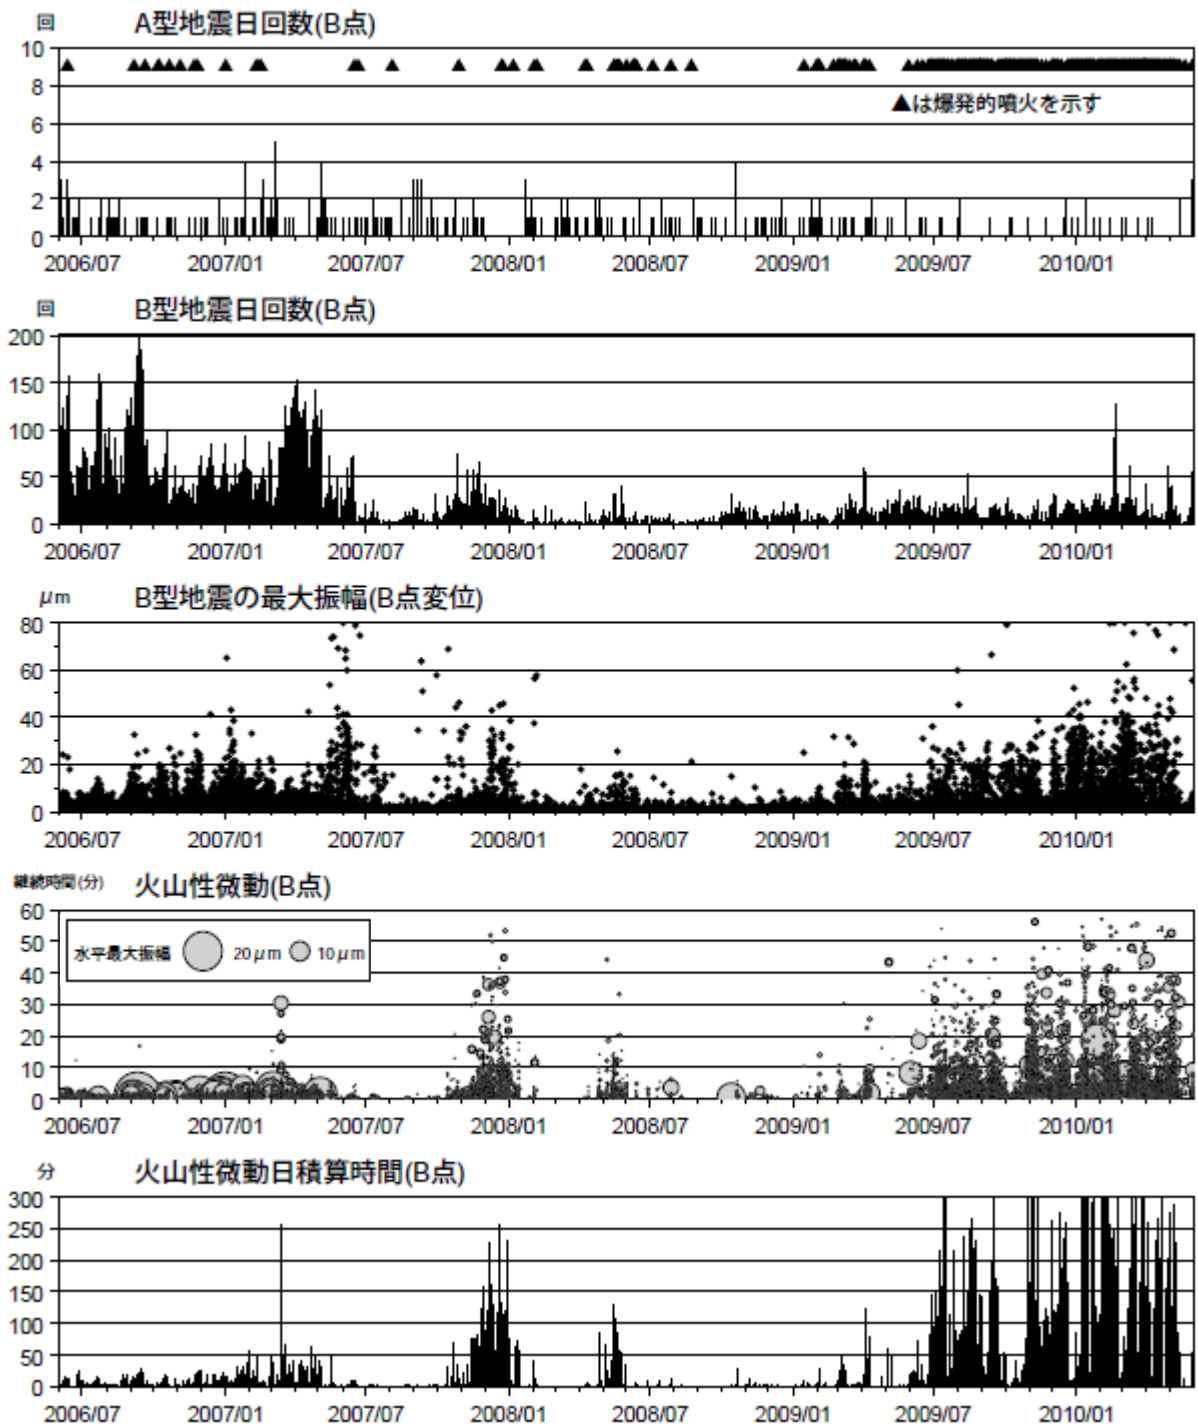 回 A型地震日回数(B点)
10
8
▲は爆発的噴火を示す
6
4
2
0
2006/07 2007/01 2007/07 2008/01 2008/07 2009/01 2009/07 2010/01
回 B型地震日回数(B点)
200
150
100
50
0
2006/07 2007/01 2007/07 2008/01 2008/07 2009/01 2009/07 2010/01
μm B型地震の最大振幅(B点変位)
80
60
40
20
0
2006/07 2007/01 2007/07 2008/01 2008/07 2009/01 2009/07 2010/01
継続時間(分) 火山性微動(B点)
60
50
水平最大振幅 20μm 10μm
40
30
20
10
0
2006/07 2007/01 2007/07 2008/01 2008/07 2009/01 2009/07 2010/01
分 火山性微動日積算時間(B点)
300
250
200
150
100
50
0
2006/07 2007/01 2007/07 2008/01 2008/07 2009/01 2009/07 2010/01